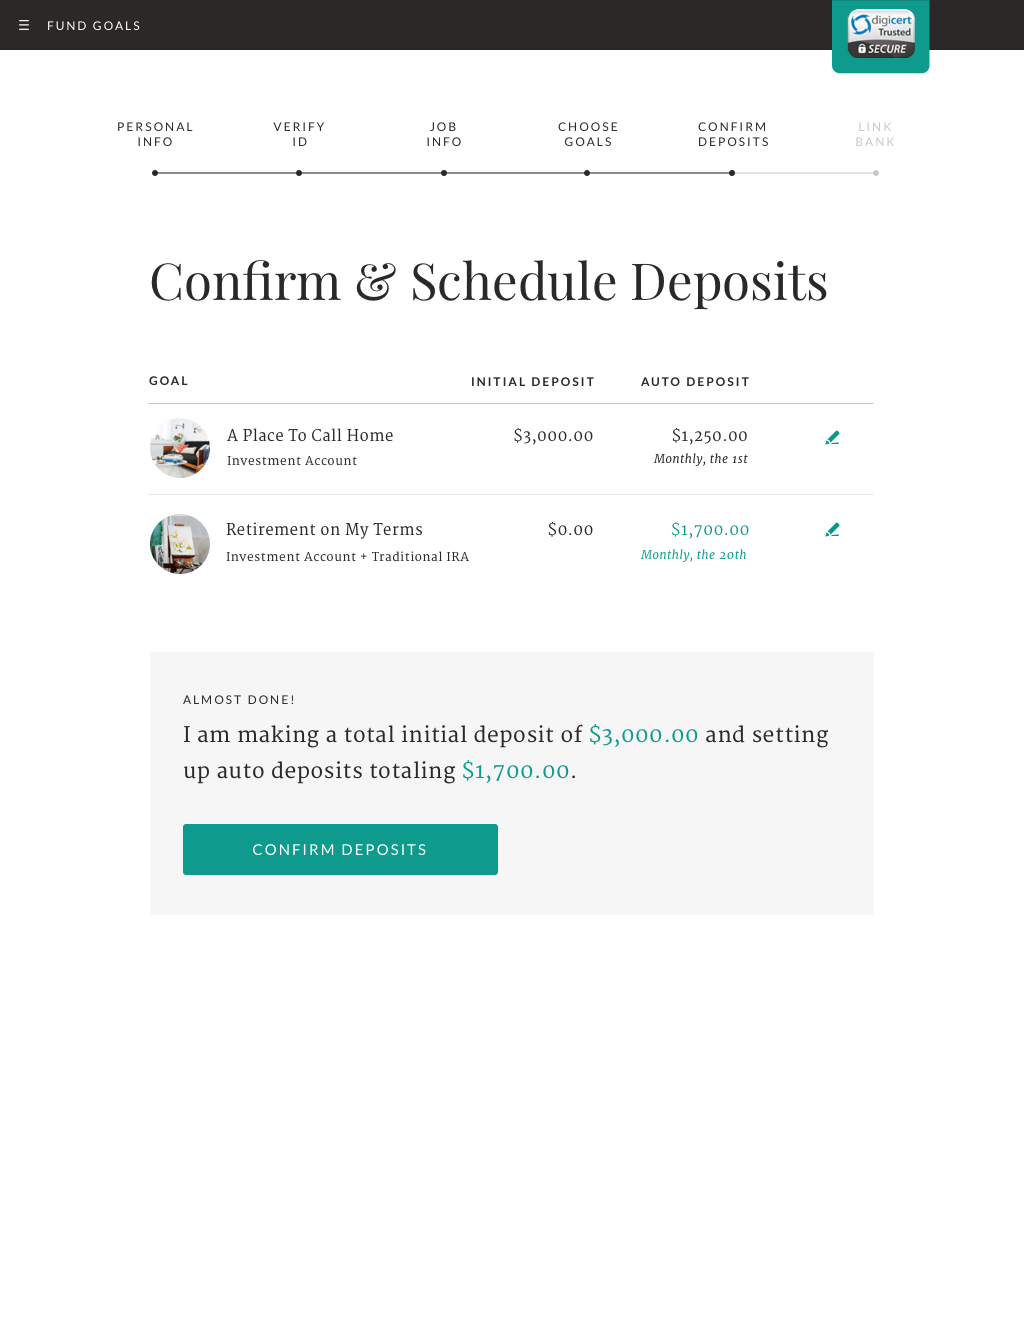 ☰ FUND GOALS
digicert
Trusted
SECURE
PERSONAL
INFO
VERIFY
ID
JOB
INFO
CHOOSE
GOALS
CONFIRM
DEPOSITS
LINK
BANK
Confirm & Schedule Deposits
GOAL INITIAL DEPOSIT AUTO DEPOSIT
A Place To Call Home $3,000.00 $1,250.00
Investment Account Monthly, the 1st
Retirement on My Terms $0.00 $1,700.00
Investment Account + Traditional IRA Monthly, the 20th
ALMOST DONE!
I am making a total initial deposit of $3,000.00 and setting
up auto deposits totaling $1,700.00.
CONFIRM DEPOSITS